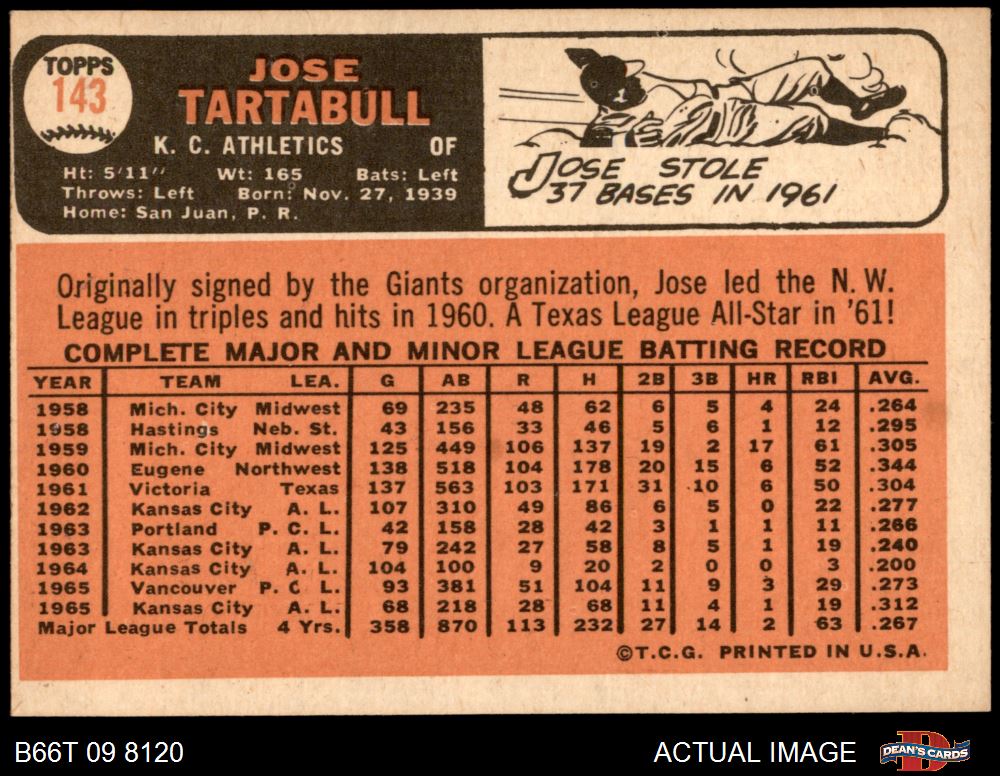 TOPPS
143
JOSE
TARTABULL
K. C. ATHLETICS OF
Ht: 5'11" Wt: 165 Bats: Left
Throws: Left Born: Nov. 27, 1939
Home: San Juan, P. R.
JOSE STOLE
37 BASES IN 1961
Originally signed by the Giants organization, Jose led the N. W.
League in triples and hits in 1960. A Texas League All-Star in '61!
COMPLETE MAJOR AND MINOR LEAGUE BATTING RECORD
YEAR TEAM LEA. G AB R H 2B 3B HR RBI AVG.
1958 Mich. City Midwest 69 235 48 62 6 5 4 24 .264
1958 Hastings Neb. St. 43 156 33 46 5 6 1 12 .295
1959 Mich. City Midwest 125 449 106 137 19 2 17 61 .305
1960 Eugene Northwest 138 518 104 178 20 15 6 52 .344
1961 Victoria Texas 137 563 103 171 31 10 6 50 .304
1962 Kansas City A. L. 107 310 49 86 6 5 0 22 .277
1963 Portland P. C. L. 42 158 28 42 3 1 1 11 .266
1963 Kansas City A. L. 79 242 27 58 8 5 1 19 .240
1964 Kansas City A. L. 104 100 9 20 2 0 0 3 .200
1965 Vancouver P. C L. 93 381 51 104 11 9 3 29 .273
1965 Kansas City A. L. 68 218 28 68 11 4 1 19 .312
Major League Totals 4 Yrs. 358 870 113 232 27 14 2 63 .267
©T.C.G. PRINTED IN U.S.A.
B66T 09 8120 ACTUAL IMAGE DEAN'S CARDS